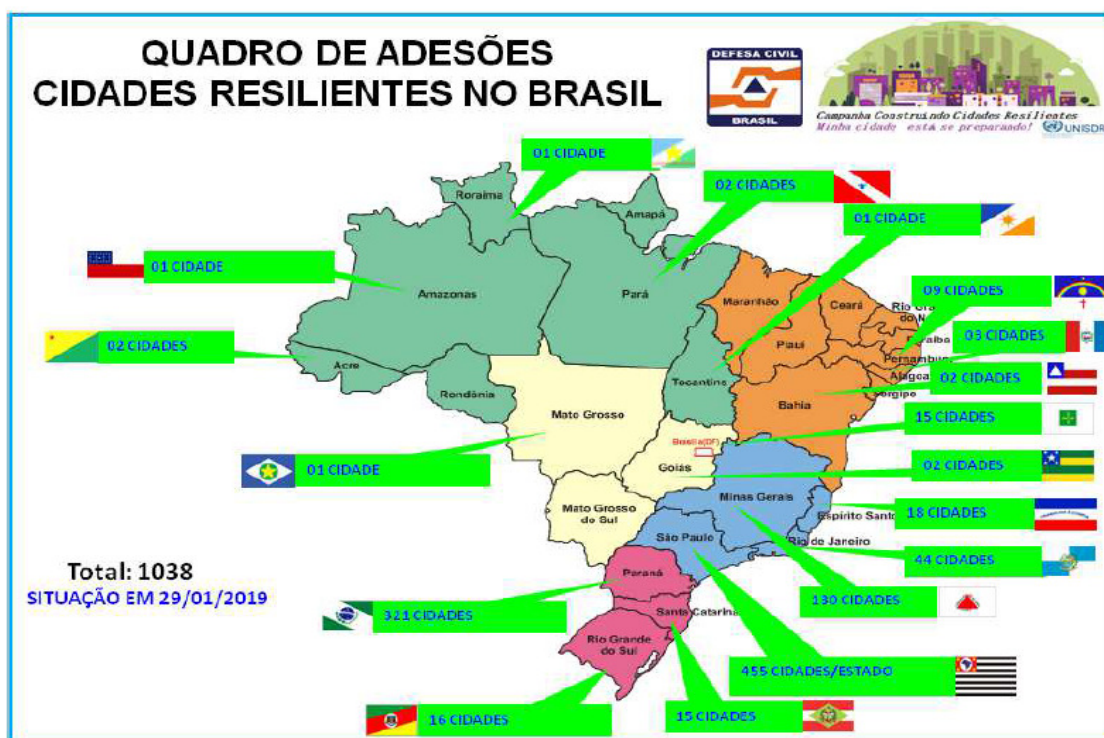 QUADRO DE ADESÕES
CIDADES RESILIENTES NO BRASIL
DEFESA CIVIL
BRASIL
Campanha Construindo Cidades Resilientes
Minha cidade está se preparando!
UNISDR
01 CIDADE
02 CIDADES
01 CIDADE
01 CIDADE
02 CIDADES
09 CIDADES
03 CIDADES
02 CIDADES
15 CIDADES
02 CIDADES
18 CIDADES
44 CIDADES
130 CIDADES
455 CIDADES/ESTADO
15 CIDADES
16 CIDADES
321 CIDADES
01 CIDADE
Roraima
Amapá
Amazonas
Pará
Maranhão
Ceará
Piauí
Pernambu
Acre
Rondônia
Tocantins
Bahia
Mato Grosso
Brasília(DF)
Goiás
Minas Gerais
Mato Grosso
do Sul
Espírito Santo
São Paulo
Rio de Janeiro
Paraná
Santa Catarina
Rio Grande
do Sul
Total: 1038
SITUAÇÃO EM 29/01/2019